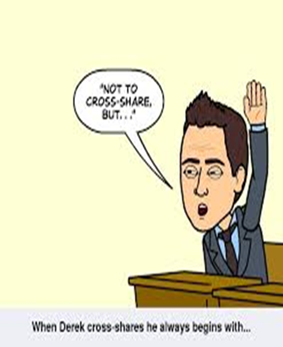 "NOT TO
CROSS-SHARE,
BUT. . ."
When Derek cross-shares he always begins with...